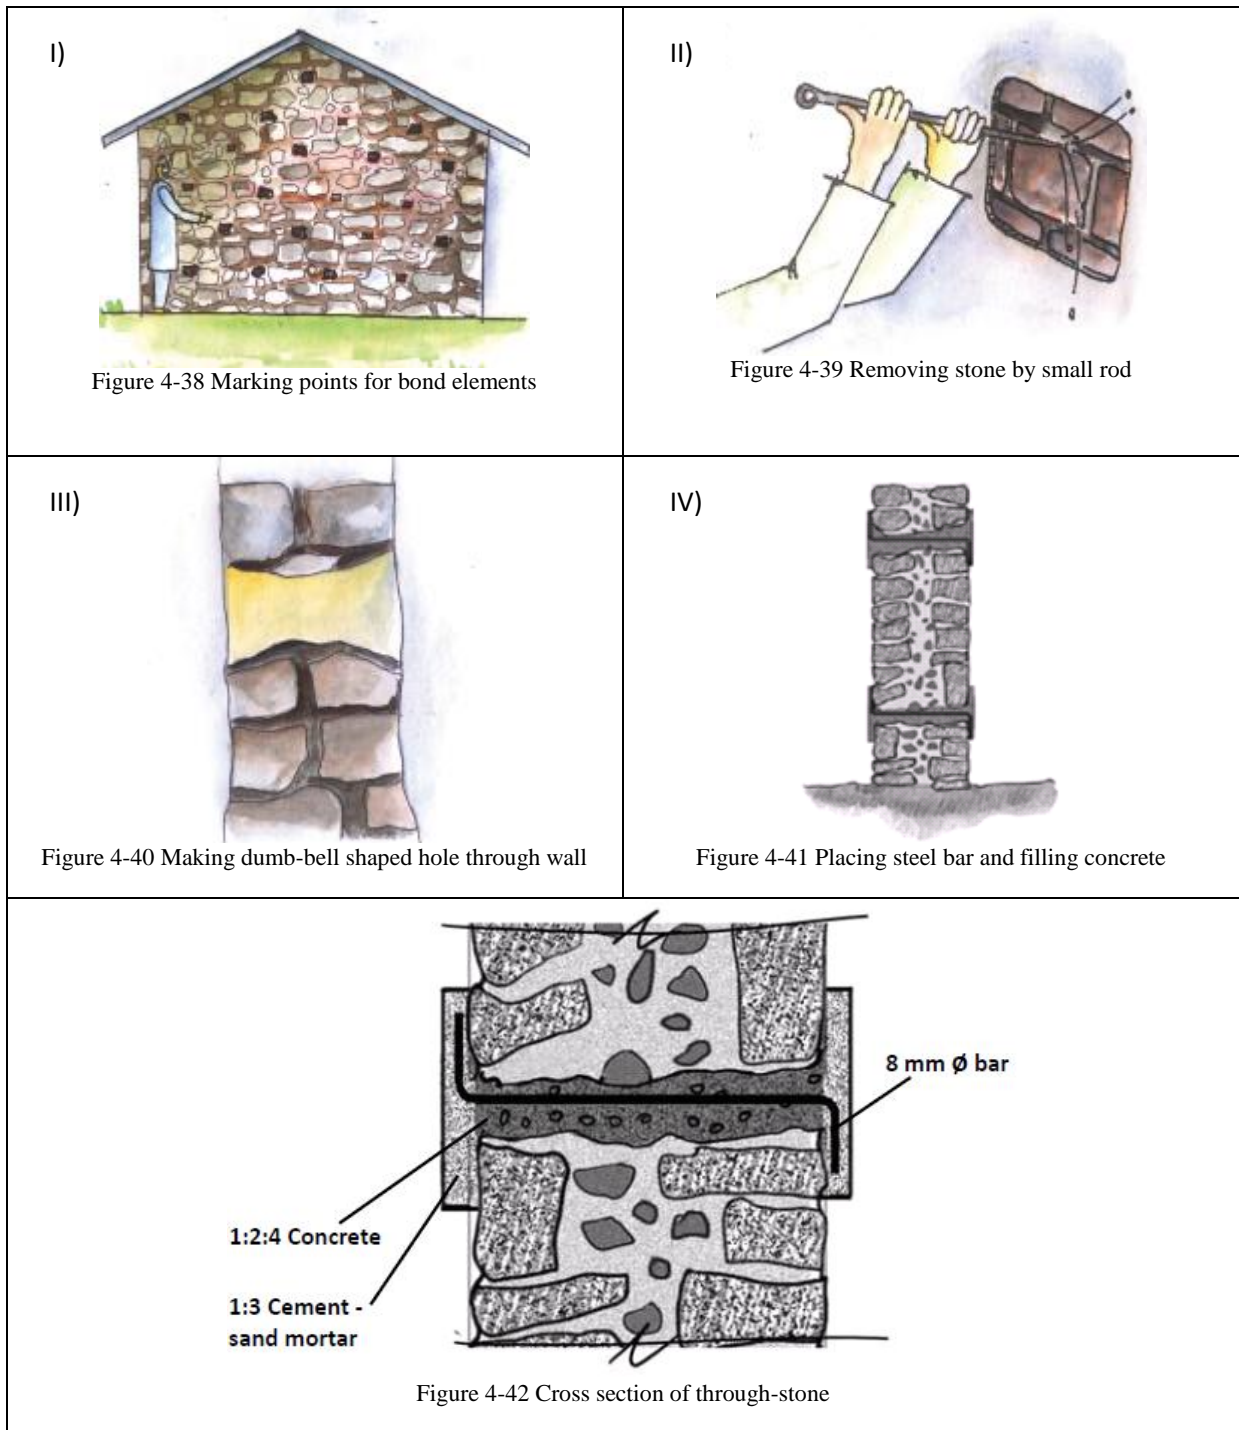 I)
Figure 4-38 Marking points for bond elements
II)
Figure 4-39 Removing stone by small rod
III)
Figure 4-40 Making dumb-bell shaped hole through wall
IV)
Figure 4-41 Placing steel bar and filling concrete
8 mm Ø bar
1:2:4 Concrete
1:3 Cement -
sand mortar
Figure 4-42 Cross section of through-stone